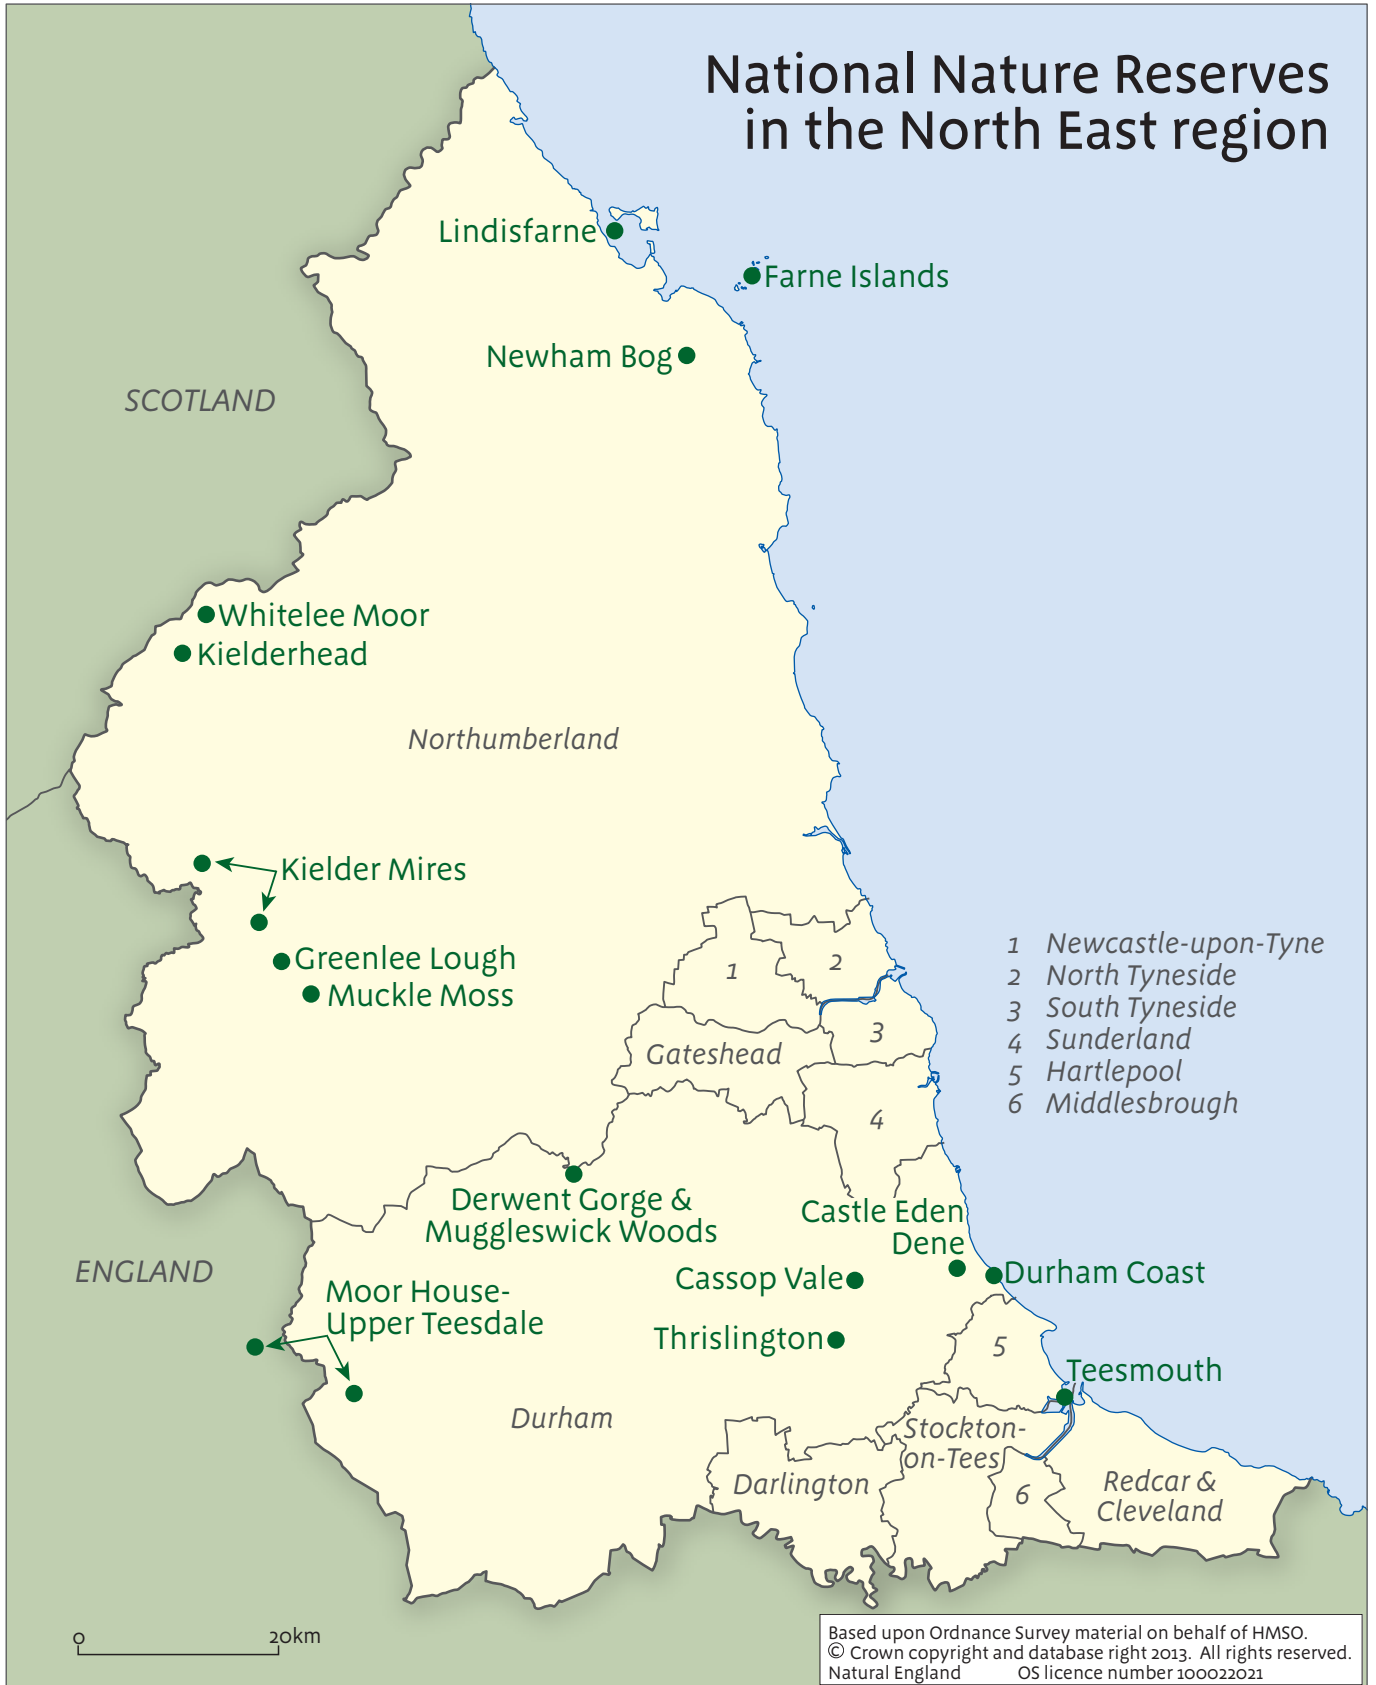 National Nature Reserves
in the North East region
Lindisfarne
Farne Islands
Newham Bog
SCOTLAND
Whitelee Moor
Kielderhead
Northumberland
Kielder Mires
Greenlee Lough
Muckle Moss
1
2
3
Gateshead
4
1 Newcastle-upon-Tyne
2 North Tyneside
3 South Tyneside
4 Sunderland
5 Hartlepool
6 Middlesbrough
Derwent Gorge &
Muggleswick Woods
Castle Eden
Dene
ENGLAND
Cassop Vale
Durham Coast
Moor House-
Upper Teesdale
Thrislington
5
Teesmouth
Durham
Stockton-
on-Tees
Darlington
6
Redcar &
Cleveland
0 20km
Based upon Ordnance Survey material on behalf of HMSO.
© Crown copyright and database right 2013. All rights reserved.
Natural England OS licence number 100022021